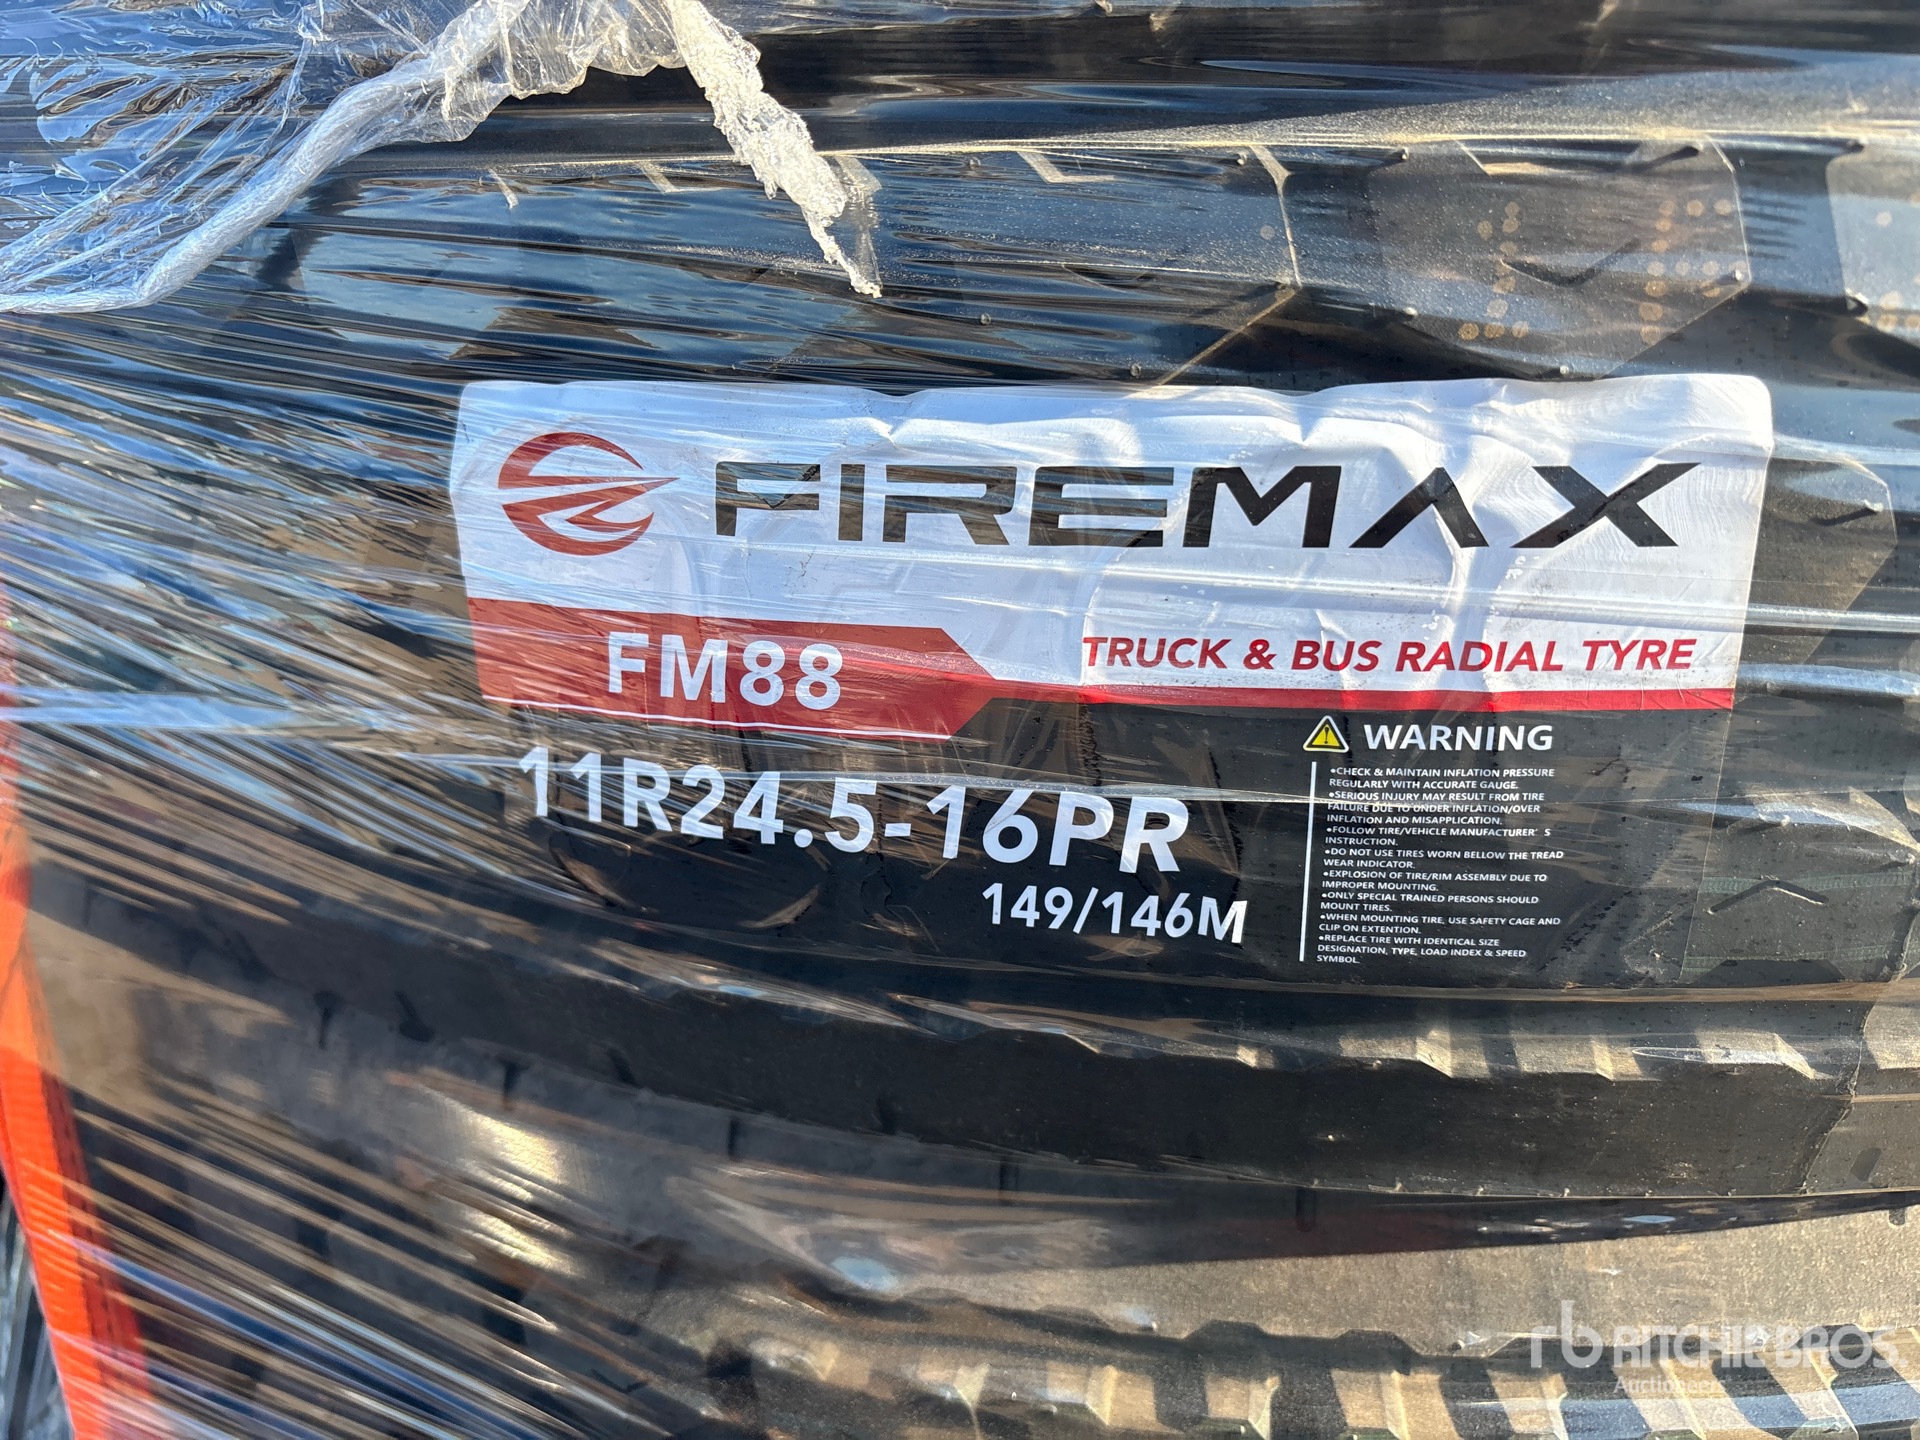 FIREMAX
FM88
TRUCK & BUS RADIAL TYRE
11R24.5-16PR
149/146M
WARNING
•CHECK & MAINTAIN INFLATION PRESSURE
REGULARLY WITH ACCURATE GAUGE.
•SERIOUS INJURY MAY RESULT FROM TIRE
FAILURE DUE TO UNDER INFLATION/OVER
INFLATION AND MISAPPLICATION.
•FOLLOW TIRE/VEHICLE MANUFACTURER' S
INSTRUCTION.
•DO NOT USE TIRES WORN BELLOW THE TREAD
WEAR INDICATOR.
•EXPLOSION OF TIRE/RIM ASSEMBLY DUE TO
IMPROPER MOUNTING.
•ONLY SPECIAL TRAINED PERSONS SHOULD
MOUNT TIRES.
•WHEN MOUNTING TIRE, USE SAFETY CAGE AND
CLIP ON EXTENTION.
•REPLACE TIRE WITH IDENTICAL SIZE
DESIGNATION, TYPE, LOAD INDEX & SPEED
SYMBOL.
rb RITCHIE BROS.
Auctioneers